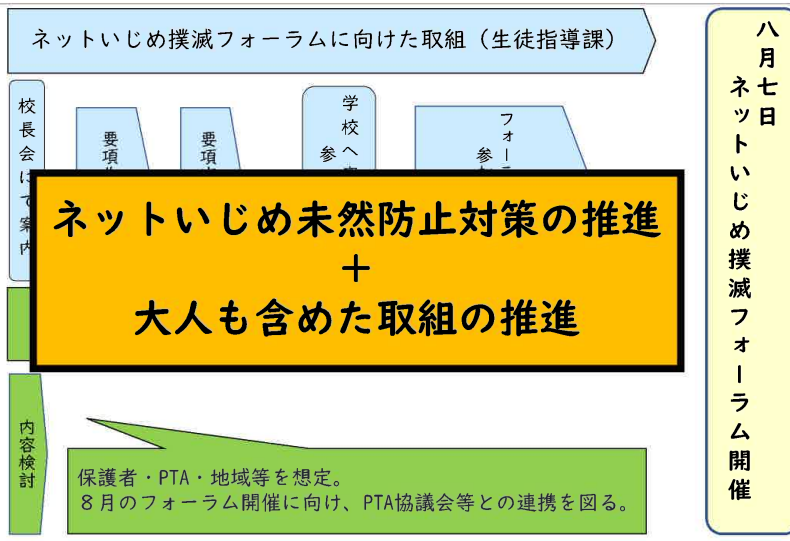 ネットいじめ撲滅フォーラムに向けた取組（生徒指導課）
八月七日
ネットいじめ撲滅フォーラム開催
校長会にて案内
要項
要項
学校へ
参
フォーラ
参
ネットいじめ未然防止対策の推進
＋
大人も含めた取組の推進
内容検討
保護者・PTA・地域等を想定。
８月のフォーラム開催に向け、PTA協議会等との連携を図る。